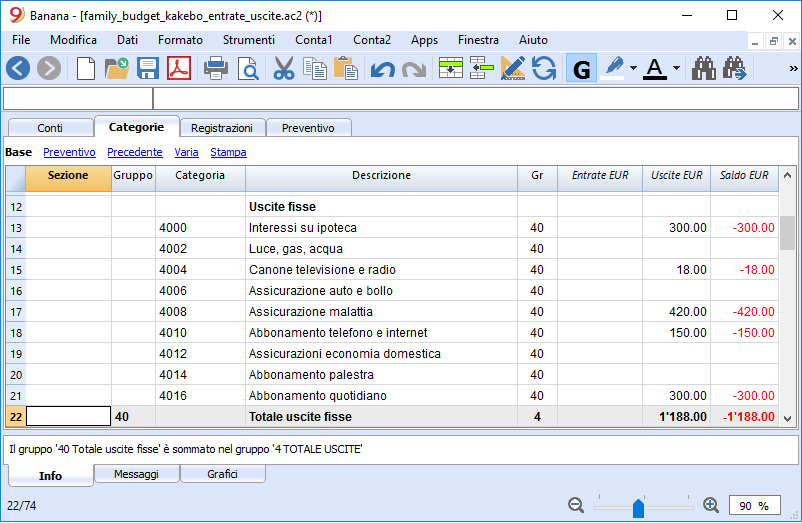 Banana - [family_budget_kakebo_entrate_uscite.ac2 (*)]
File Modifica Dati Formato Strumenti Conta1 Conta2 Apps Finestra Aiuto
G A »
Conti Categorie Registrazioni Preventivo
Base Preventivo Precedente Varia Stampa
Sezione Gruppo Categoria Descrizione Gr Entrate EUR Uscite EUR Saldo EUR
12 Uscite fisse
13 4000 Interessi su ipoteca 40 300.00 -300.00
14 4002 Luce, gas, acqua 40
15 4004 Canone televisione e radio 40 18.00 -18.00
16 4006 Assicurazione auto e bollo 40
17 4008 Assicurazione malattia 40 420.00 -420.00
18 4010 Abbonamento telefono e internet 40 150.00 -150.00
19 4012 Assicurazioni economia domestica 40
20 4014 Abbonamento palestra 40
21 4016 Abbonamento quotidiano 40 300.00 -300.00
22 40 Totale uscite fisse 4 1'188.00 -1'188.00
Il gruppo '40 Totale uscite fisse' è sommato nel gruppo '4 TOTALE USCITE'
Info Messaggi Grafici
22/74 90 %